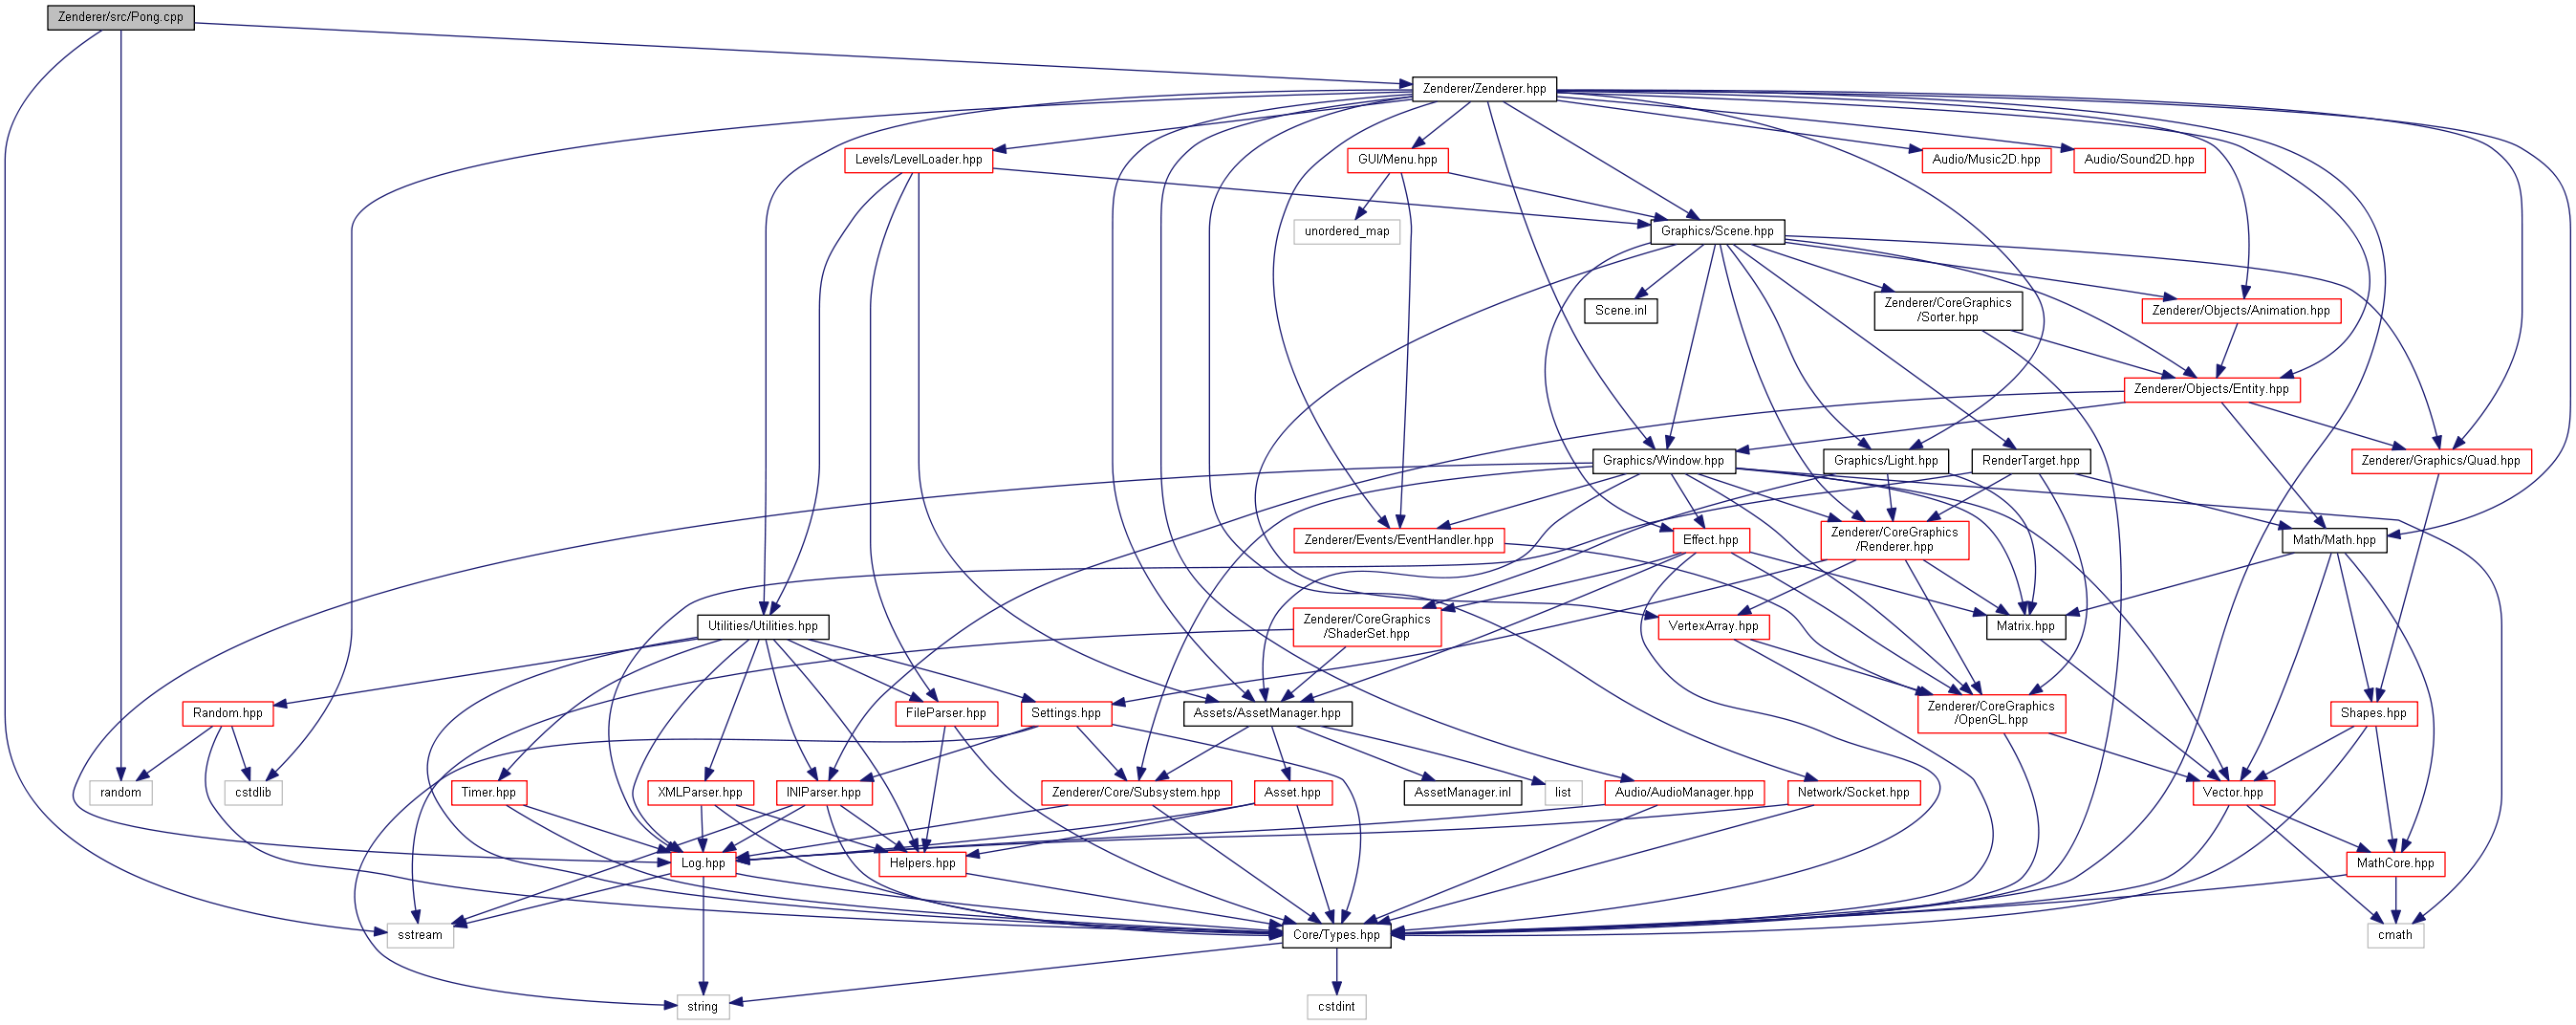 Zenderer/src/Pong.cpp
Zenderer/Zenderer.hpp
Levels/LevelLoader.hpp
GUI/Menu.hpp
Audio/Music2D.hpp
Audio/Sound2D.hpp
unordered_map
Graphics/Scene.hpp
Scene.inl
Zenderer/CoreGraphics
/Sorter.hpp
Zenderer/Objects/Animation.hpp
Zenderer/Objects/Entity.hpp
Graphics/Window.hpp
Graphics/Light.hpp
RenderTarget.hpp
Zenderer/Graphics/Quad.hpp
Zenderer/Events/EventHandler.hpp
Effect.hpp
Zenderer/CoreGraphics
/Renderer.hpp
Math/Math.hpp
Utilities/Utilities.hpp
Zenderer/CoreGraphics
/ShaderSet.hpp
VertexArray.hpp
Matrix.hpp
Random.hpp
FileParser.hpp
Settings.hpp
Assets/AssetManager.hpp
Zenderer/CoreGraphics
/OpenGL.hpp
Shapes.hpp
random
cstdlib
Timer.hpp
XMLParser.hpp
INIParser.hpp
Zenderer/Core/Subsystem.hpp
Asset.hpp
AssetManager.inl
list
Audio/AudioManager.hpp
Network/Socket.hpp
Vector.hpp
Log.hpp
Helpers.hpp
MathCore.hpp
sstream
Core/Types.hpp
cmath
string
cstdint